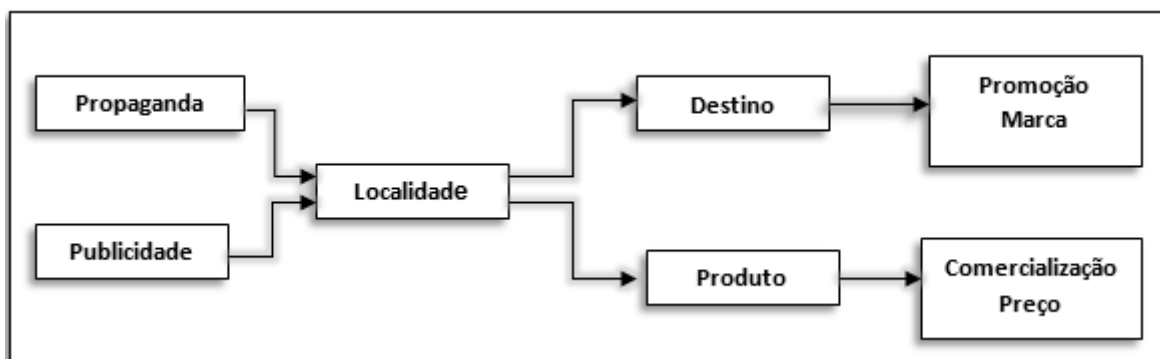 Propaganda
Publicidade
Localidade
Destino
Produto
Promoção
Marca
Comercialização
Preço